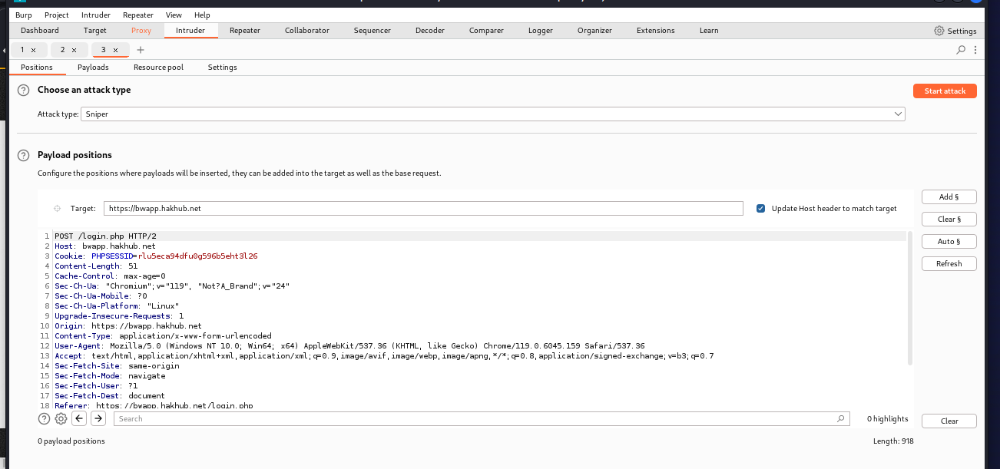 Burp Project Intruder Repeater View Help
Dashboard Target Proxy Intruder Repeater Collaborator Sequencer Decoder Comparer Logger Organizer Extensions Learn Settings
1 × 2 × 3 × +
Positions Payloads Resource pool Settings
? Choose an attack type Start attack
Attack type: Sniper
? Payload positions
Configure the positions where payloads will be inserted, they can be added into the target as well as the base request.
Add §
Target: https://bwapp.hakhub.net Update Host header to match target
Clear §
1 POST /login.php HTTP/2
Auto §
2 Host: bwapp.hakhub.net
3 Cookie: PHPSESSID=rlu5eca94dfu0g596b5eht3l26
Refresh
4 Content-Length: 51
5 Cache-Control: max-age=0
6 Sec-Ch-Ua: "Chromium";v="119", "Not?A_Brand";v="24"
7 Sec-Ch-Ua-Mobile: ?0
8 Sec-Ch-Ua-Platform: "Linux"
9 Upgrade-Insecure-Requests: 1
10 Origin: https://bwapp.hakhub.net
11 Content-Type: application/x-www-form-urlencoded
12 User-Agent: Mozilla/5.0 (Windows NT 10.0; Win64; x64) AppleWebKit/537.36 (KHTML, like Gecko) Chrome/119.0.6045.159 Safari/537.36
13 Accept: text/html,application/xhtml+xml,application/xml;q=0.9,image/avif,image/webp,image/apng,*/*;q=0.8,application/signed-exchange;v=b3;q=0.7
14 Sec-Fetch-Site: same-origin
15 Sec-Fetch-Mode: navigate
16 Sec-Fetch-User: ?1
17 Sec-Fetch-Dest: document
18 Referer: https://bwapp.hakhub.net/login.php
? Search 0 highlights Clear
0 payload positions Length: 918